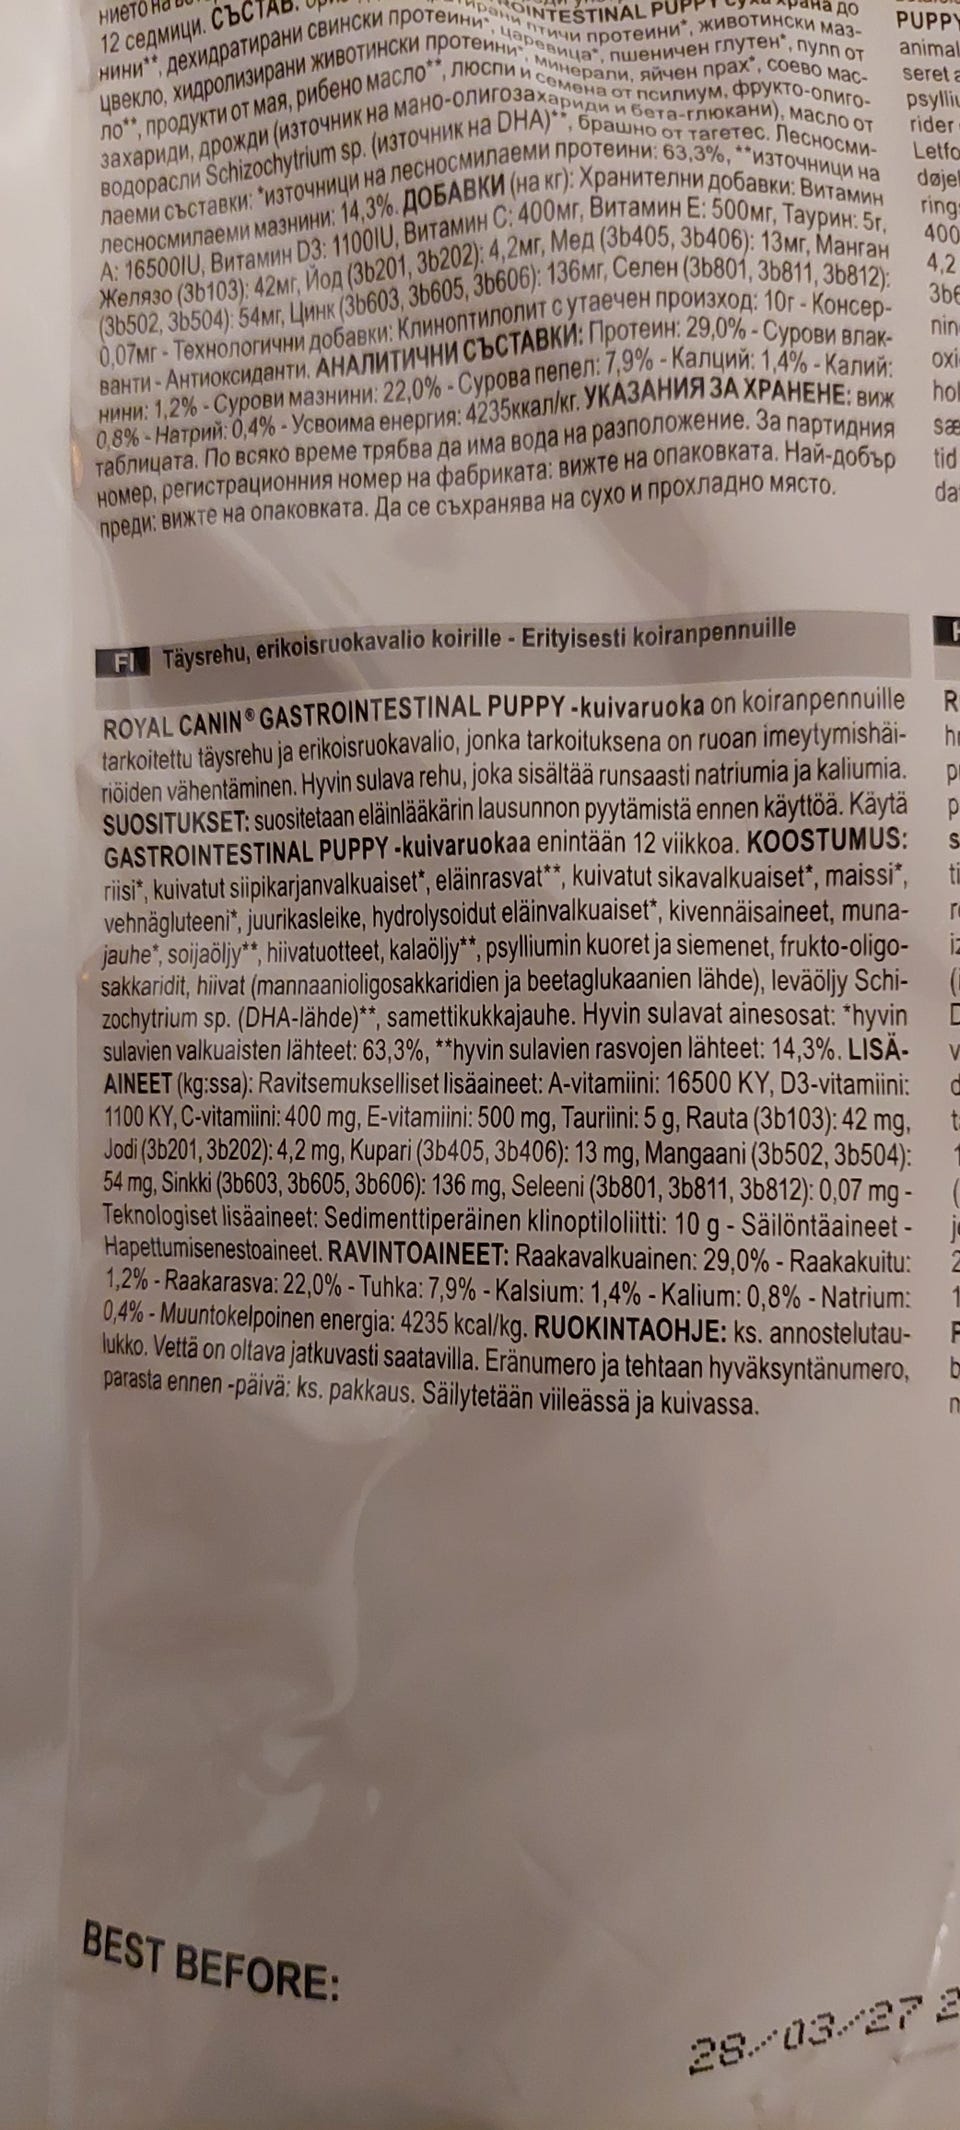 12 седмици. СЪСТАВ:
нини**, дехидратирани свински протеини*, царевица*, пшеничен глутен*, пулп от
цвекло, хидролизирани животински протеини*, минерали, яйчен прах*, соево мас-
ло**, продукти от мая, рибено масло**, люспи и семена от псилиум, фрукто-олиго-
захариди, дрожди (източник на мано-олигозахариди и бета-глюкани), масло от
водорасли Schizochytrium sp. (източник на DHA)**, брашно от тагетес. Лесносми-
лаеми съставки: *източници на лесносмилаеми протеини: 63,3%, **източници на
лесносмилаеми мазнини: 14,3%. ДОБАВКИ (на кг): Хранителни добавки: Витамин
A: 16500IU, Витамин D3: 1100IU, Витамин C: 400мг, Витамин E: 500мг, Таурин: 5г,
Желязо (3b103): 42мг, Йод (3b201, 3b202): 4,2мг, Мед (3b405, 3b406): 13мг, Манган
(3b502, 3b504): 54мг, Цинк (3b603, 3b605, 3b606): 136мг, Селен (3b801, 3b811, 3b812):
0,07мг - Технологични добавки: Клиноптилолит с утаечен произход: 10г - Консер-
ванти - Антиоксиданти. АНАЛИТИЧНИ СЪСТАВКИ: Протеин: 29,0% - Сурови влак-
нини: 1,2% - Сурови мазнини: 22,0% - Сурова пепел: 7,9% - Калций: 1,4% - Калий:
0,8% - Натрий: 0,4% - Усвоима енергия: 4235ккал/кг. УКАЗАНИЯ ЗА ХРАНЕНЕ: виж
таблицата. По всяко време трябва да има вода на разположение. За партидния
номер, регистрационния номер на фабриката: вижте на опаковката. Най-добър
преди: вижте на опаковката. Да се съхранява на сухо и прохладно място.
FI Täysrehu, erikoisruokavalio koirille - Erityisesti koiranpennuille
ROYAL CANIN® GASTROINTESTINAL PUPPY -kuivaruoka on koiranpennuille
tarkoitettu täysrehu ja erikoisruokavalio, jonka tarkoituksena on ruoan imeytymishäi-
riöiden vähentäminen. Hyvin sulava rehu, joka sisältää runsaasti natriumia ja kaliumia.
SUOSITUKSET: suositetaan eläinlääkärin lausunnon pyytämistä ennen käyttöä. Käytä
GASTROINTESTINAL PUPPY -kuivaruokaa enintään 12 viikkoa. KOOSTUMUS:
riisi*, kuivatut siipikarjanvalkuaiset*, eläinrasvat**, kuivatut sikavalkuaiset*, maissi*,
vehnägluteeni*, juurikasleike, hydrolysoidut eläinvalkuaiset*, kivennäisaineet, muna-
jauhe*, soijaöljy**, hiivatuotteet, kalaöljy**, psylliumin kuoret ja siemenet, frukto-oligo-
sakkaridit, hiivat (mannaanioligosakkaridien ja beetaglukaanien lähde), leväöljy Schi-
zochytrium sp. (DHA-lähde)**, samettikukkajauhe. Hyvin sulavat ainesosat: *hyvin
sulavien valkuaisten lähteet: 63,3%, **hyvin sulavien rasvojen lähteet: 14,3%. LISÄ-
AINEET (kg:ssa): Ravitsemukselliset lisäaineet: A-vitamiini: 16500 KY, D3-vitamiini:
1100 KY, C-vitamiini: 400 mg, E-vitamiini: 500 mg, Tauriini: 5 g, Rauta (3b103): 42 mg,
Jodi (3b201, 3b202): 4,2 mg, Kupari (3b405, 3b406): 13 mg, Mangaani (3b502, 3b504):
54 mg, Sinkki (3b603, 3b605, 3b606): 136 mg, Seleeni (3b801, 3b811, 3b812): 0,07 mg -
Teknologiset lisäaineet: Sedimenttiperäinen klinoptiloliitti: 10 g - Säilöntäaineet -
Hapettumisenestoaineet. RAVINTOAINEET: Raakavalkuainen: 29,0% - Raakakuitu:
1,2% - Raakarasva: 22,0% - Tuhka: 7,9% - Kalsium: 1,4% - Kalium: 0,8% - Natrium:
0,4% - Muuntokelpoinen energia: 4235 kcal/kg. RUOKINTAOHJE: ks. annostelutau-
lukko. Vettä on oltava jatkuvasti saatavilla. Eränumero ja tehtaan hyväksyntänumero,
parasta ennen -päivä: ks. pakkaus. Säilytetään viileässä ja kuivassa.
PUPPY
animal
BEST BEFORE:
28/03/27